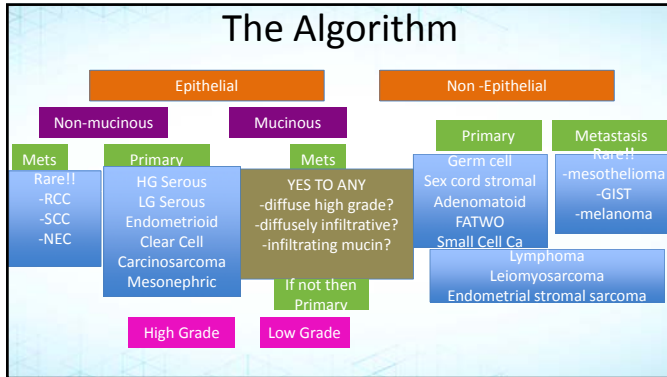 The Algorithm
Epithelial
Non -Epithelial
Non-mucinous
Mucinous
Primary
Metastasis
Mets
Primary
Mets
Rare!!
-RCC
-SCC
-NEC
HG Serous
LG Serous
Endometrioid
Clear Cell
Carcinosarcoma
Mesonephric
YES TO ANY
-diffuse high grade?
-diffusely infiltrative?
-infiltrating mucin?
If not then
Primary
Germ cell
Sex cord stromal
Adenomatoid
FATWO
Small Cell Ca
Rare!!
-mesothelioma
-GIST
-melanoma
Lymphoma
Leiomyosarcoma
Endometrial stromal sarcoma
High Grade
Low Grade